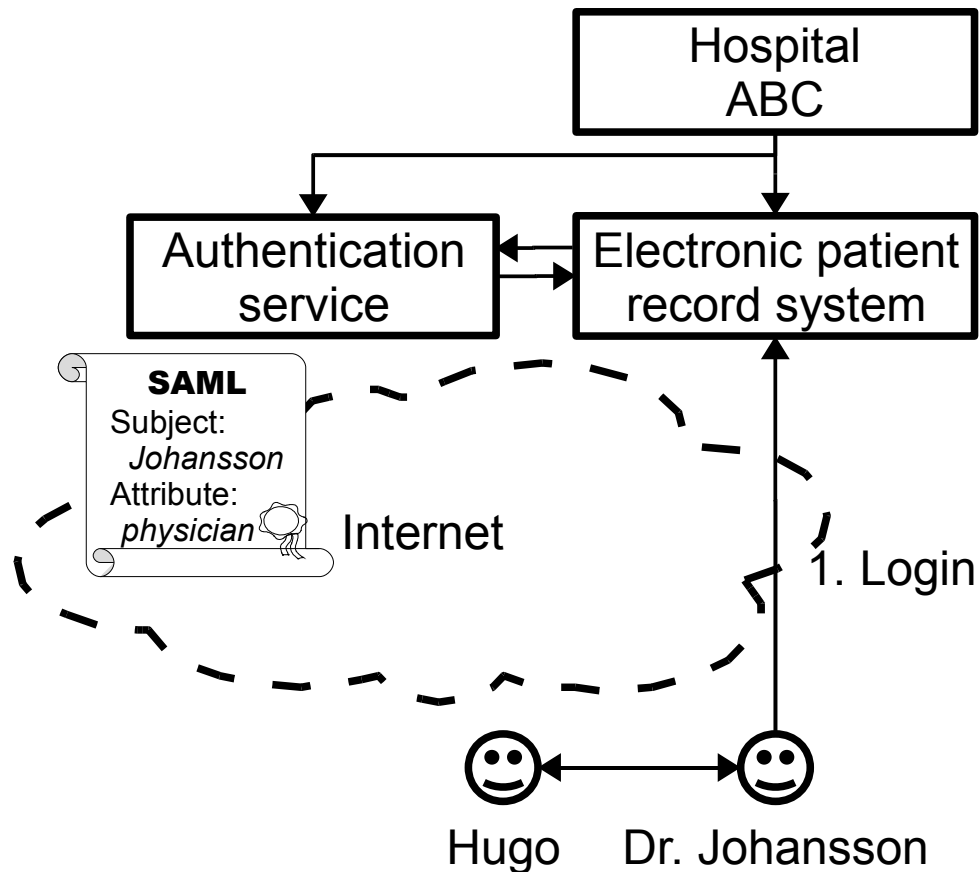 Hospital
ABC
Authentication
service
Electronic patient
record system
SAML
Subject:
Johansson
Attribute:
physician
Internet
1. Login
Hugo
Dr. Johansson